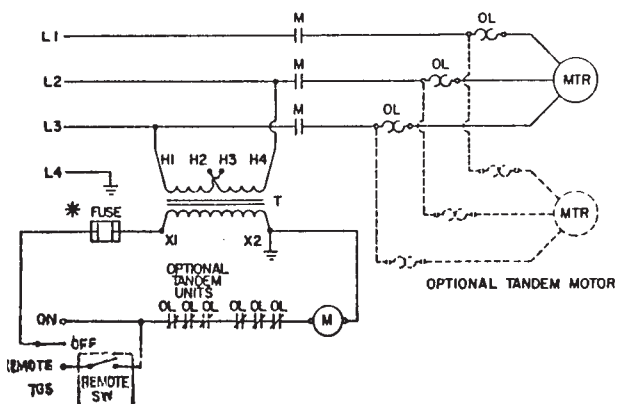 M
OL
L1
M
OL
L2
MTR
M
OL
L3
H1 H2 H3 H4
L4
T
* FUSE
X1 X2
MTR
OPTIONAL
TANDEM
UNITS
OPTIONAL TANDEM MOTOR
OL OL OL OL OL OL
ON
M
OFF
REMOTE
TGS
REMOTE
SW